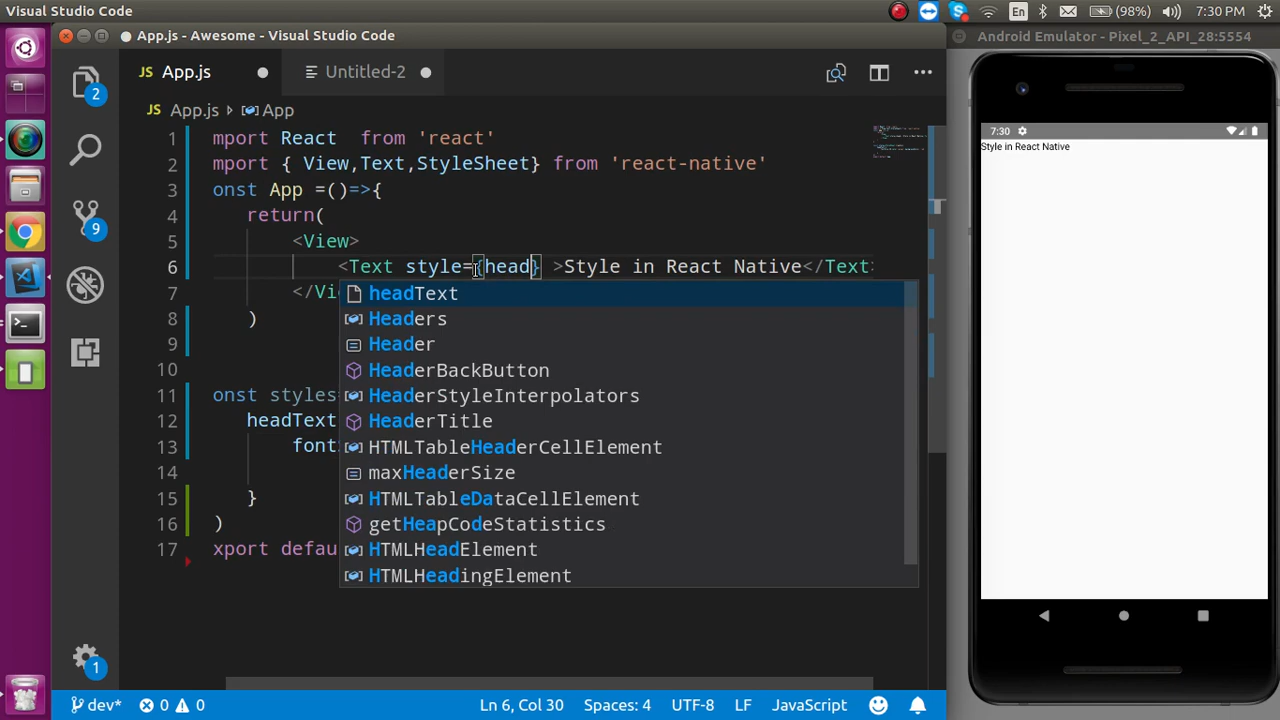 Visual Studio Code
En
(98%)
7:30 PM
App.js - Awesome - Visual Studio Code
Android Emulator - Pixel_2_API_28:5554
JS App.js
Untitled-2
JS App.js > App
2
9
1
1 mport React from 'react'
2 mport { View,Text,StyleSheet} from 'react-native'
3 onst App =()=>{
4 return(
5 <View>
6 <Text style={head} >Style in React Native</Text>
7 </Vi
8 )
9
10
11 onst styles=
12 headText
13 fontS
14
15 }
16 )
17 xport defau
headText
Headers
Header
HeaderBackButton
HeaderStyleInterpolators
HeaderTitle
HTMLTableHeaderCellElement
maxHeaderSize
HTMLTableDataCellElement
getHeapCodeStatistics
HTMLHeadElement
HTMLHeadingElement
dev*
0
0
Ln 6, Col 30
Spaces: 4
UTF-8
LF
JavaScript
7:30
Style in React Native